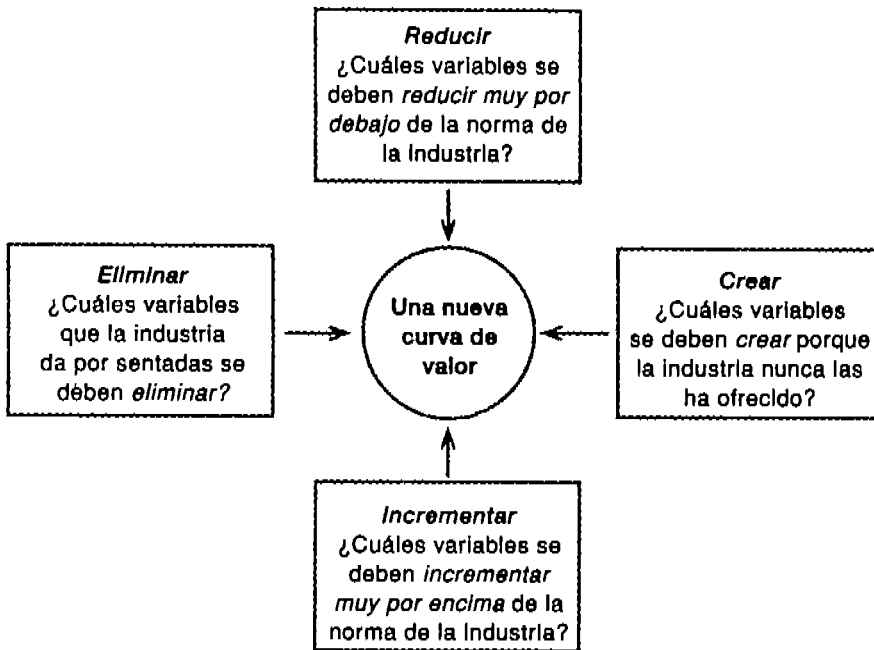 Reducir
¿Cuáles variables se
deben reducir muy por
debajo de la norma de
la industria?
Eliminar
¿Cuáles variables
que la industria
da por sentadas se
deben eliminar?
Una nueva
curva de
valor
Crear
¿Cuáles variables
se deben crear porque
la industria nunca las
ha ofrecido?
Incrementar
¿Cuáles variables se
deben incrementar
muy por encima de la
norma de la industria?